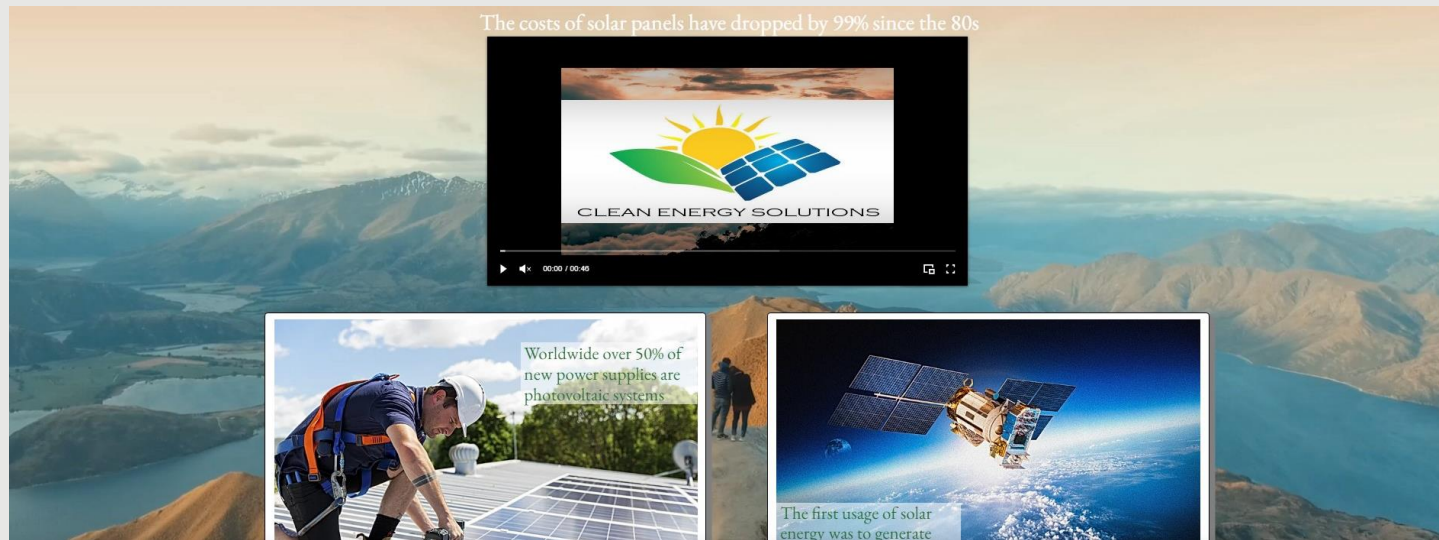 The costs of solar panels have dropped by 99% since the 80s
CLEAN ENERGY SOLUTIONS
00:00 / 00:46
Worldwide over 50% of
new power supplies are
photovoltaic systems
The first usage of solar
energy was to generate